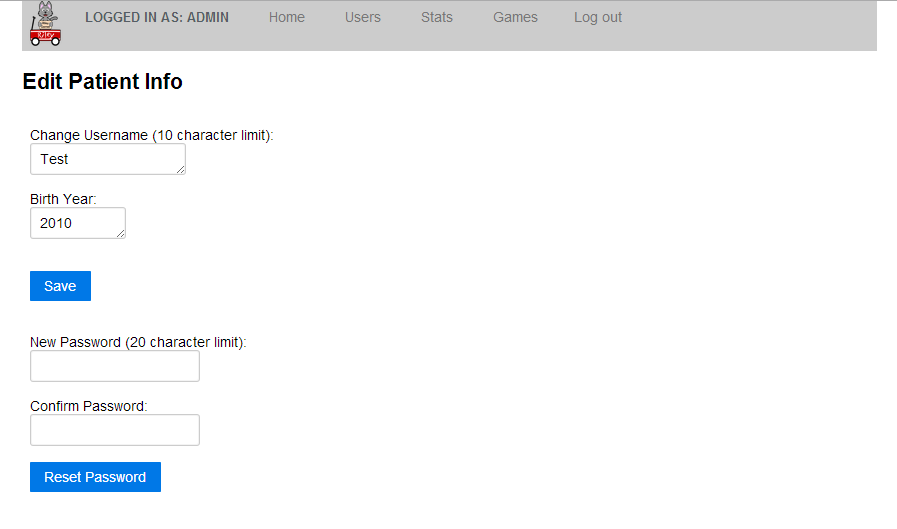 LOGGED IN AS: ADMIN Home Users Stats Games Log out
Riley
Edit Patient Info
Change Username (10 character limit):
Test
Birth Year:
2010
Save
New Password (20 character limit):
Confirm Password:
Reset Password